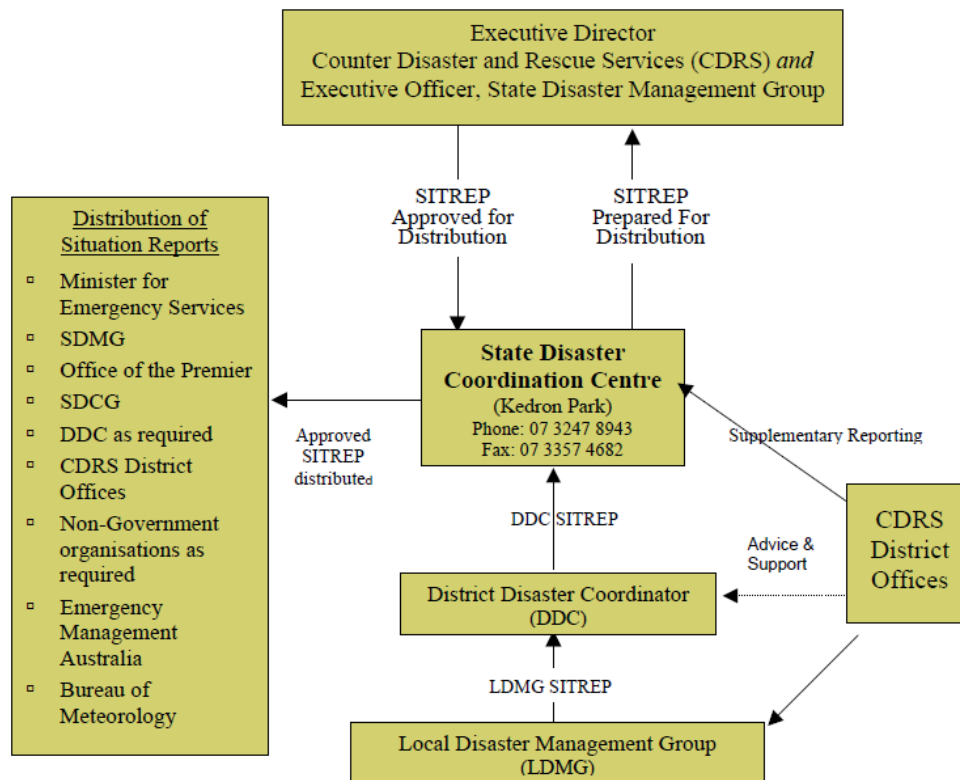 Executive Director
Counter Disaster and Rescue Services (CDRS) and
Executive Officer, State Disaster Management Group
SITREP
Approved for
Distribution
SITREP
Prepared For
Distribution
Distribution of
Situation Reports
Minister for
Emergency Services
SDMG
Office of the Premier
SDCG
DDC as required
CDRS District
Offices
Non-Government
organisations as
required
Emergency
Management
Australia
Bureau of
Meteorology
State Disaster
Coordination Centre
(Kedron Park)
Phone: 07 3247 8943
Fax: 07 3357 4682
Approved
SITREP
distributed
Supplementary Reporting
DDC SITREP
CDRS
District
Offices
Advice &
Support
District Disaster Coordinator
(DDC)
LDMG SITREP
Local Disaster Management Group
(LDMG)